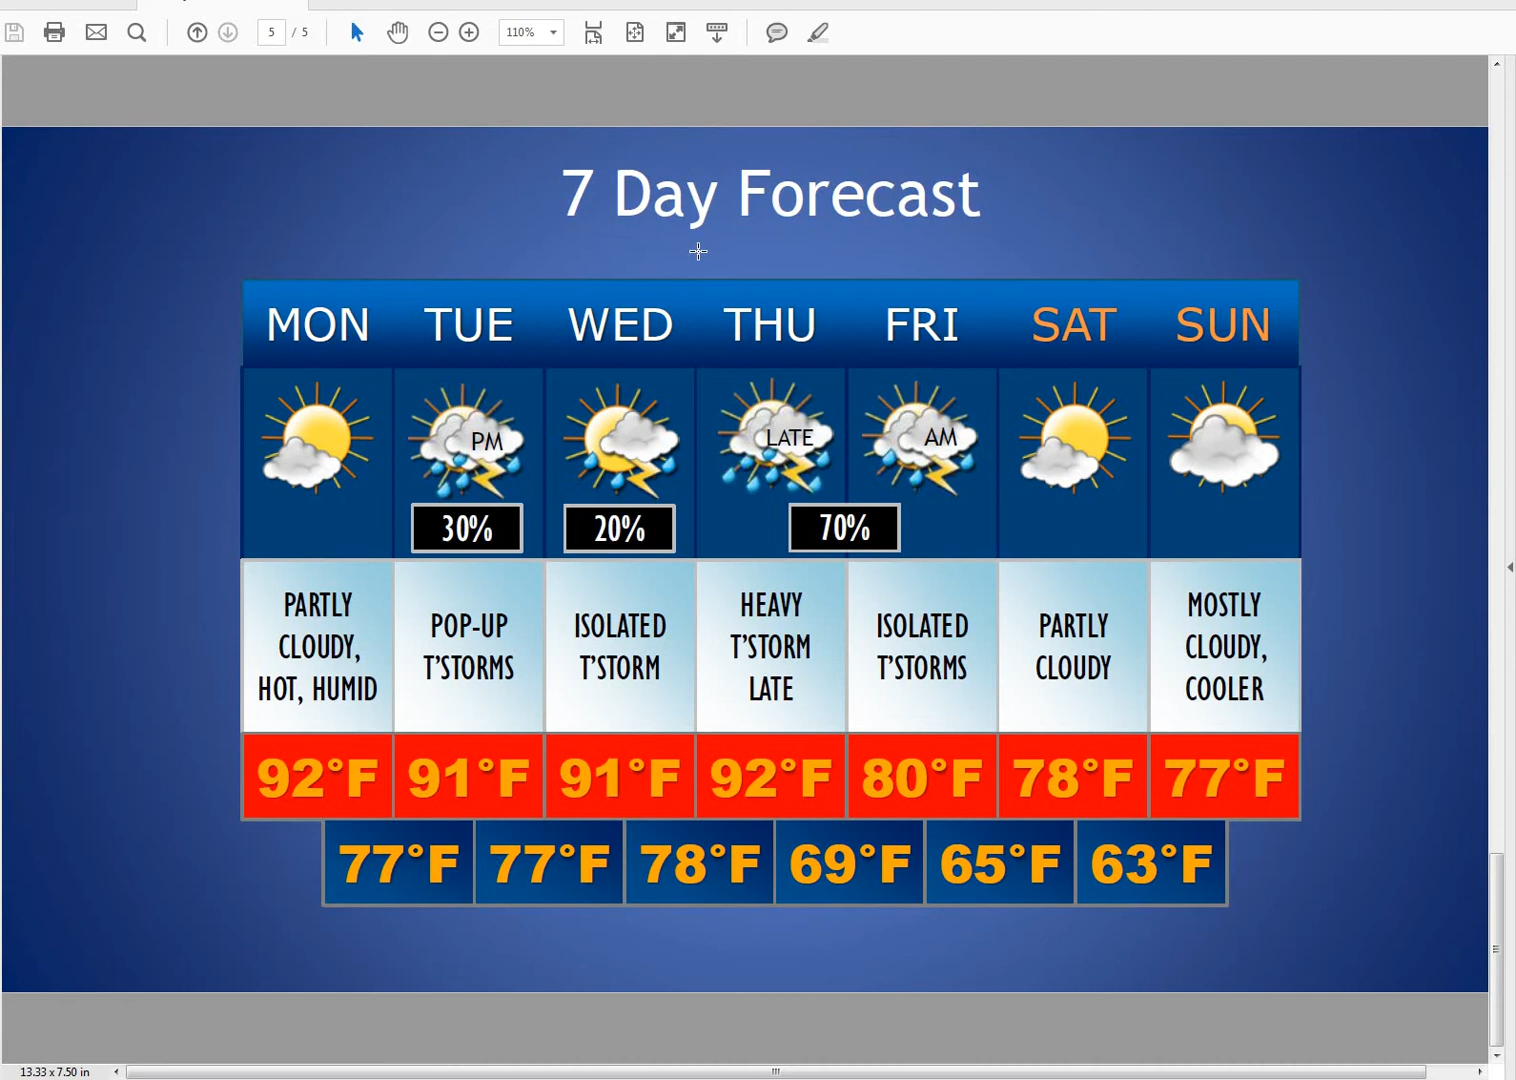 5 / 5
110%
7 Day Forecast
MON TUE WED THU FRI SAT SUN
PM LATE AM
30% 20% 70%
PARTLY
CLOUDY,
HOT, HUMID
POP-UP
T'STORMS
ISOLATED
T'STORM
HEAVY
T'STORM
LATE
ISOLATED
T'STORMS
PARTLY
CLOUDY
MOSTLY
CLOUDY,
COOLER
92°F 91°F 91°F 92°F 80°F 78°F 77°F
77°F 77°F 78°F 69°F 65°F 63°F
13.33 x 7.50 in